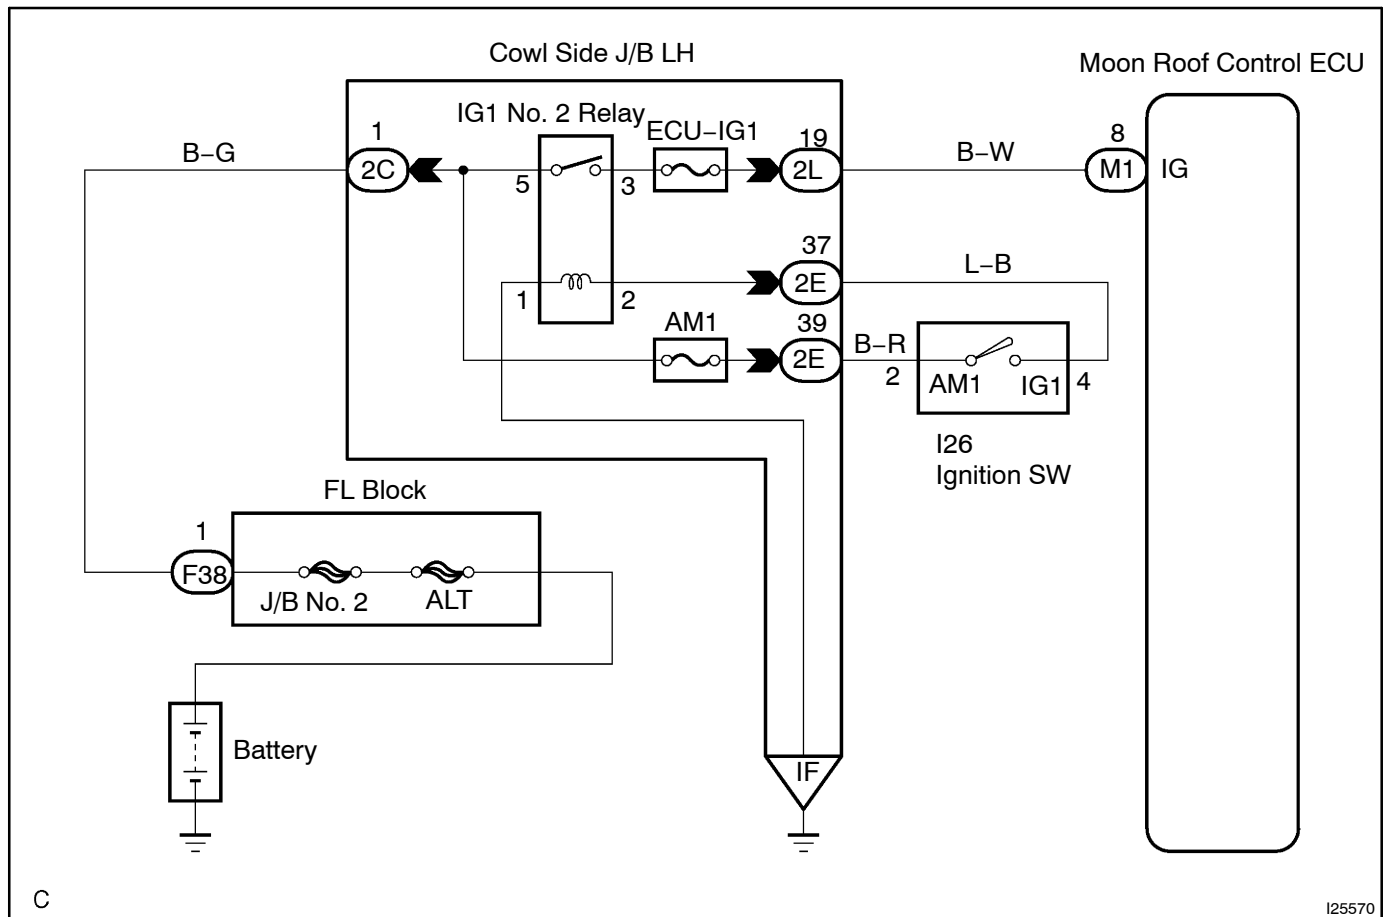 Cowl Side J/B LH
Moon Roof Control ECU
IG1 No. 2 Relay
ECU–IG1
1
19
8
B–G
B–W
2C
2L
M1
IG
5
3
37
L–B
2E
1
2
AM1
39
B–R
2E
2
AM1
IG1
4
I26
Ignition SW
FL Block
1
F38
J/B No. 2
ALT
Battery
IF
C
I25570